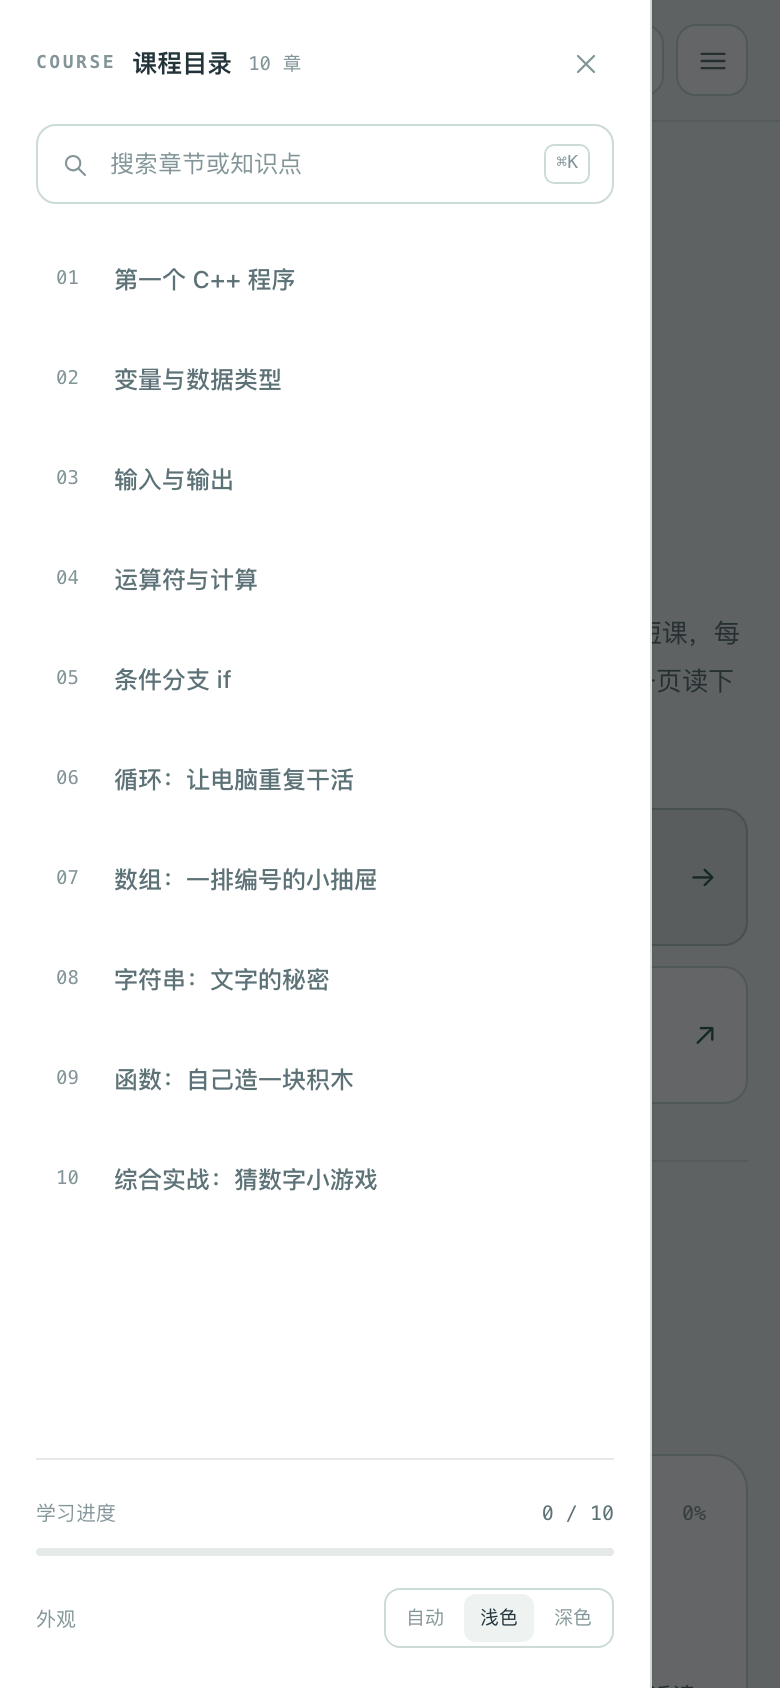 COURSE 课程目录 10 章
搜索章节或知识点 ⌘K
01 第一个 C++ 程序
02 变量与数据类型
03 输入与输出
04 运算符与计算
05 条件分支 if
06 循环：让电脑重复干活
07 数组：一排编号的小抽屉
08 字符串：文字的秘密
09 函数：自己造一块积木
10 综合实战：猜数字小游戏
学习进度 0 / 10
外观 自动 浅色 深色
短课，每
页读下
0%